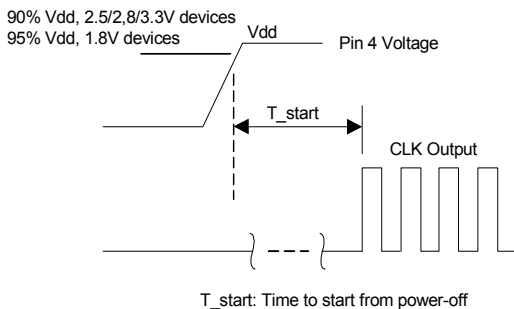 90% Vdd, 2.5/2,8/3.3V devices
95% Vdd, 1.8V devices
Vdd
Pin 4 Voltage
T_start
CLK Output
T_start: Time to start from power-off